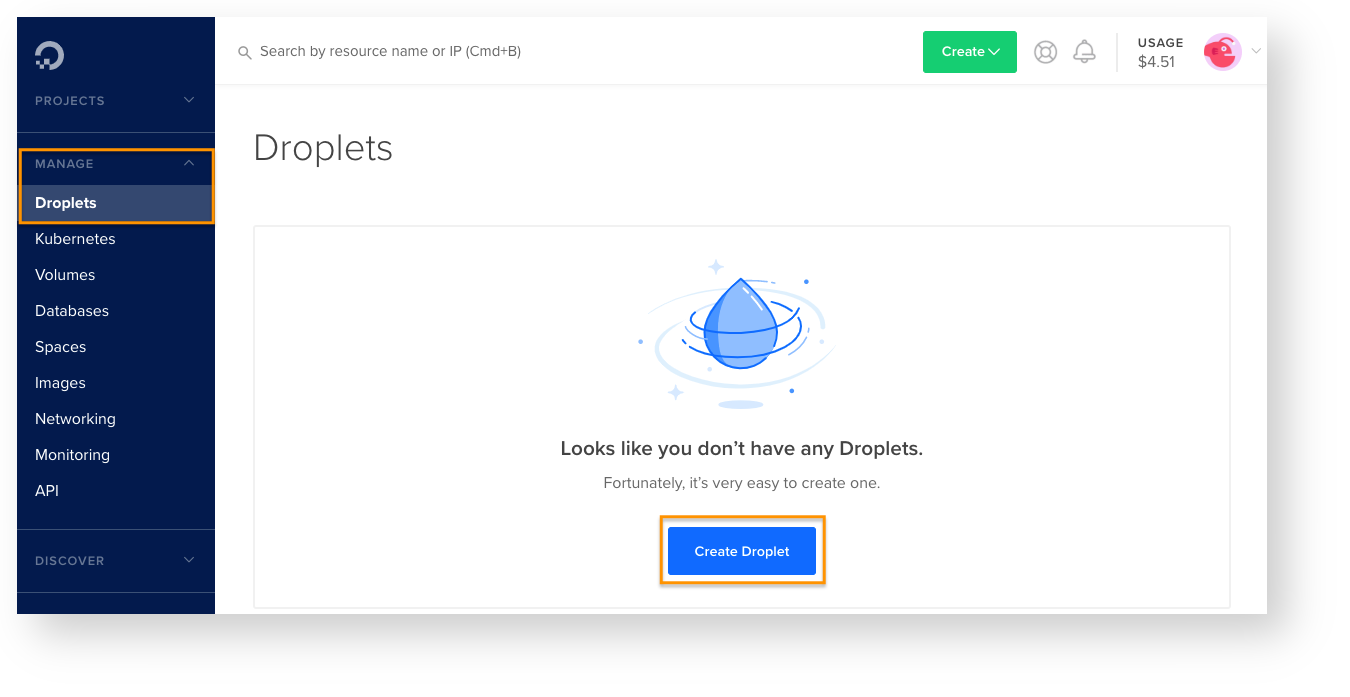 Search by resource name or IP (Cmd+B)
Create
USAGE
$4.51
PROJECTS
MANAGE
Droplets
Kubernetes
Volumes
Databases
Spaces
Images
Networking
Monitoring
API
DISCOVER
Droplets
Looks like you don’t have any Droplets.
Fortunately, it’s very easy to create one.
Create Droplet